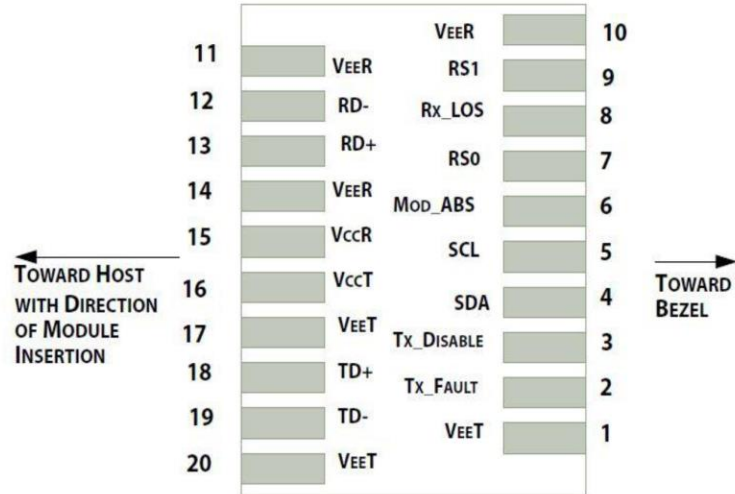 VEER 10
11 VEER
RS1 9
12 RD-
RX_LOS 8
13 RD+
RS0 7
14 VEER
MOD_ABS 6
15 VCCR
SCL 5
TOWARD HOST
WITH DIRECTION
OF MODULE
INSERTION
TOWARD
BEZEL
16 VCCT
SDA 4
17 VEET
TX_DISABLE 3
18 TD+
TX_FAULT 2
19 TD-
VEET 1
20 VEET